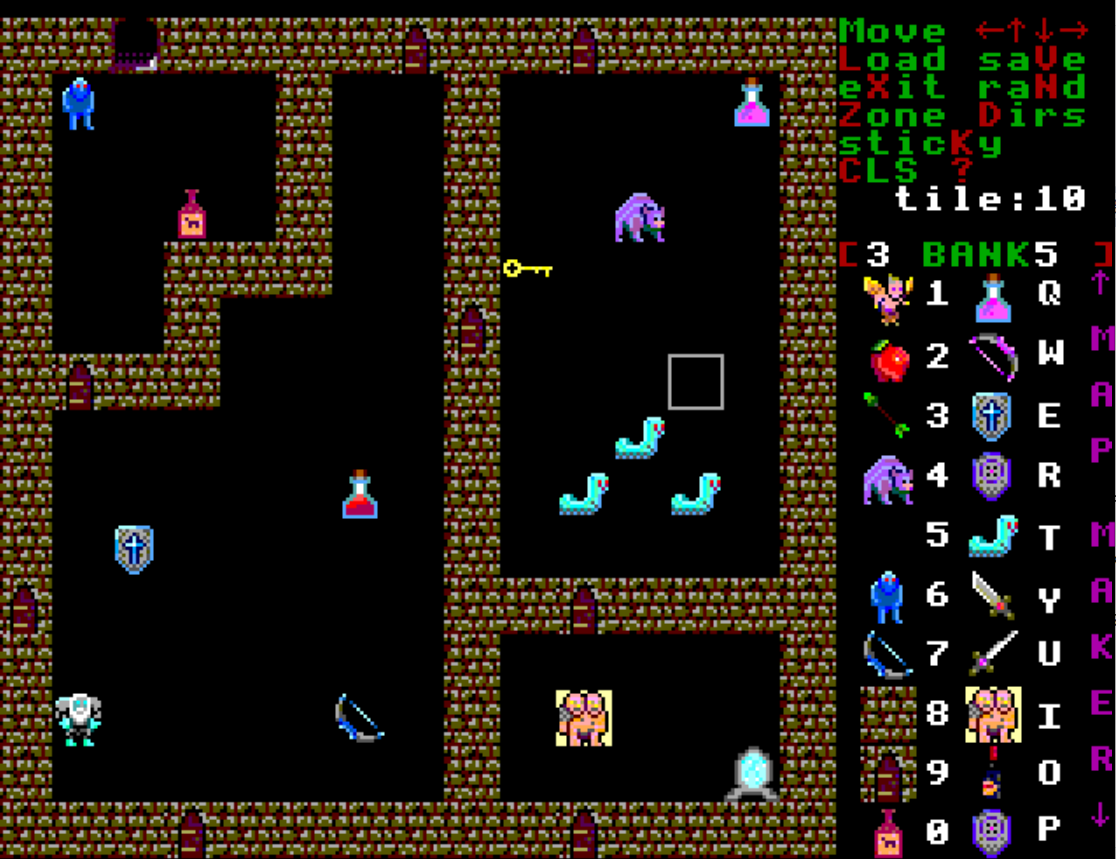 Move ←↑↓→
Load saVe
eXit raNd
Zone Dirs
sticKy
CLS ?
tile:10
[3 BANK5 ]
↑
MAP MAKER
↓
1 Q
2 W
3 E
4 R
5 T
6 Y
7 U
8 I
9 O
0 P